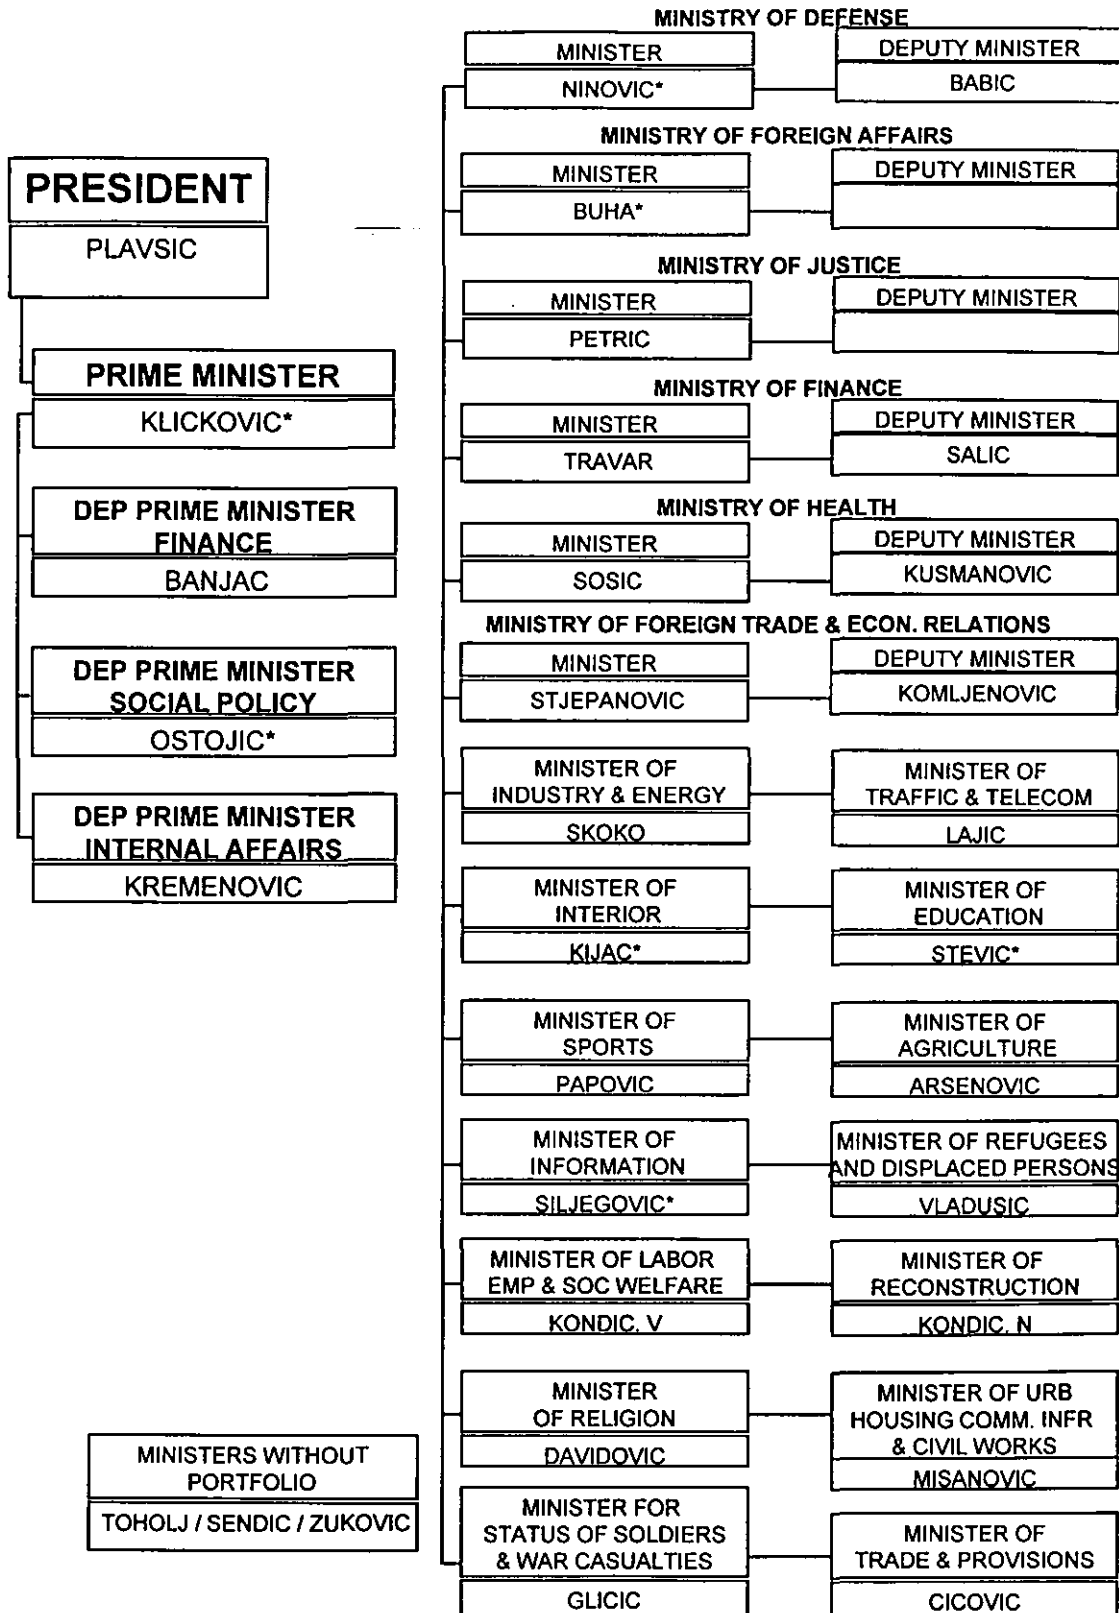 PRESIDENT
PLAVSIC
PRIME MINISTER
KLICKOVIC*
DEP PRIME MINISTER
FINANCE
BANJAC
DEP PRIME MINISTER
SOCIAL POLICY
OSTOJIC*
DEP PRIME MINISTER
INTERNAL AFFAIRS
KREMENOVIC
MINISTERS WITHOUT
PORTFOLIO
TOHOLJ / SENDIC / ZUKOVIC
MINISTRY OF DEFENSE
MINISTER
NINOVIC*
DEPUTY MINISTER
BABIC
MINISTRY OF FOREIGN AFFAIRS
MINISTER
BUHA*
DEPUTY MINISTER
MINISTRY OF JUSTICE
MINISTER
PETRIC
DEPUTY MINISTER
MINISTRY OF FINANCE
MINISTER
TRAVAR
DEPUTY MINISTER
SALIC
MINISTRY OF HEALTH
MINISTER
SOSIC
DEPUTY MINISTER
KUSMANOVIC
MINISTRY OF FOREIGN TRADE & ECON. RELATIONS
MINISTER
STJEPANOVIC
DEPUTY MINISTER
KOMLJENOVIC
MINISTER OF
INDUSTRY & ENERGY
SKOKO
MINISTER OF
TRAFFIC & TELECOM
LAJIC
MINISTER OF
INTERIOR
KIJAC*
MINISTER OF
EDUCATION
STEVIC*
MINISTER OF
SPORTS
PAPOVIC
MINISTER OF
AGRICULTURE
ARSENOVIC
MINISTER OF
INFORMATION
SILJEGOVIC*
MINISTER OF REFUGEES
AND DISPLACED PERSONS
VLADUSIC
MINISTER OF LABOR
EMP & SOC WELFARE
KONDIC. V
MINISTER OF
RECONSTRUCTION
KONDIC. N
MINISTER
OF RELIGION
DAVIDOVIC
MINISTER OF URB
HOUSING COMM. INFR
& CIVIL WORKS
MISANOVIC
MINISTER FOR
STATUS OF SOLDIERS
& WAR CASUALTIES
GLICIC
MINISTER OF
TRADE & PROVISIONS
CICOVIC